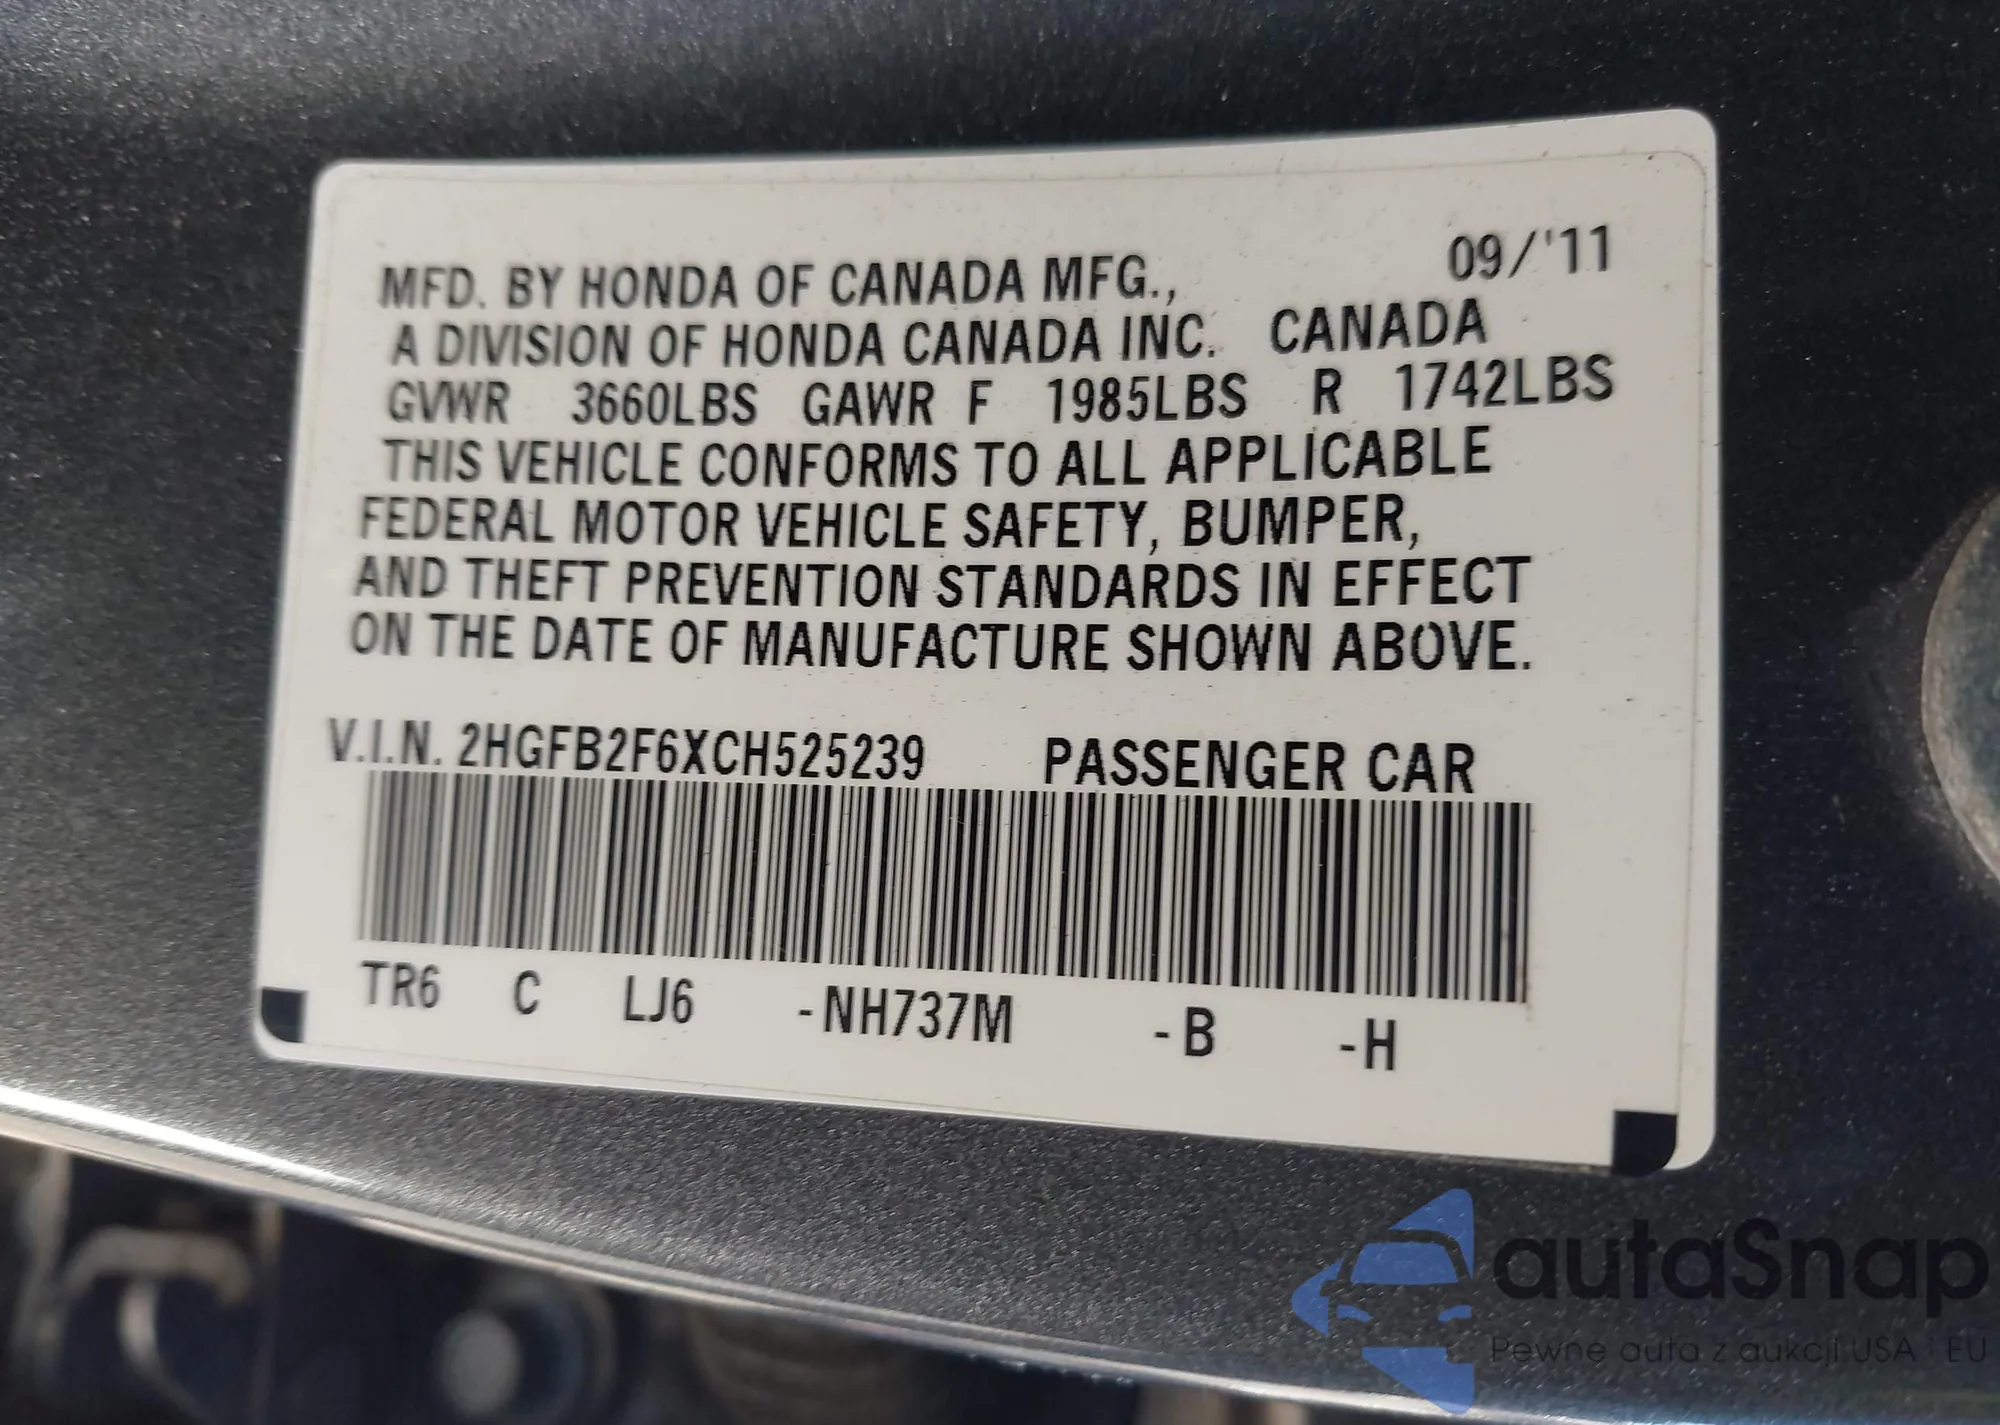 09/'11
MFD. BY HONDA OF CANADA MFG.,
A DIVISION OF HONDA CANADA INC. CANADA
GVWR 3660LBS GAWR F 1985LBS R 1742LBS
THIS VEHICLE CONFORMS TO ALL APPLICABLE
FEDERAL MOTOR VEHICLE SAFETY, BUMPER,
AND THEFT PREVENTION STANDARDS IN EFFECT
ON THE DATE OF MANUFACTURE SHOWN ABOVE.
V.I.N. 2HGFB2F6XCH525239 PASSENGER CAR
TR6 C LJ6 -NH737M -B -H
autaSnap
Pewne auta z aukcji USA i EU